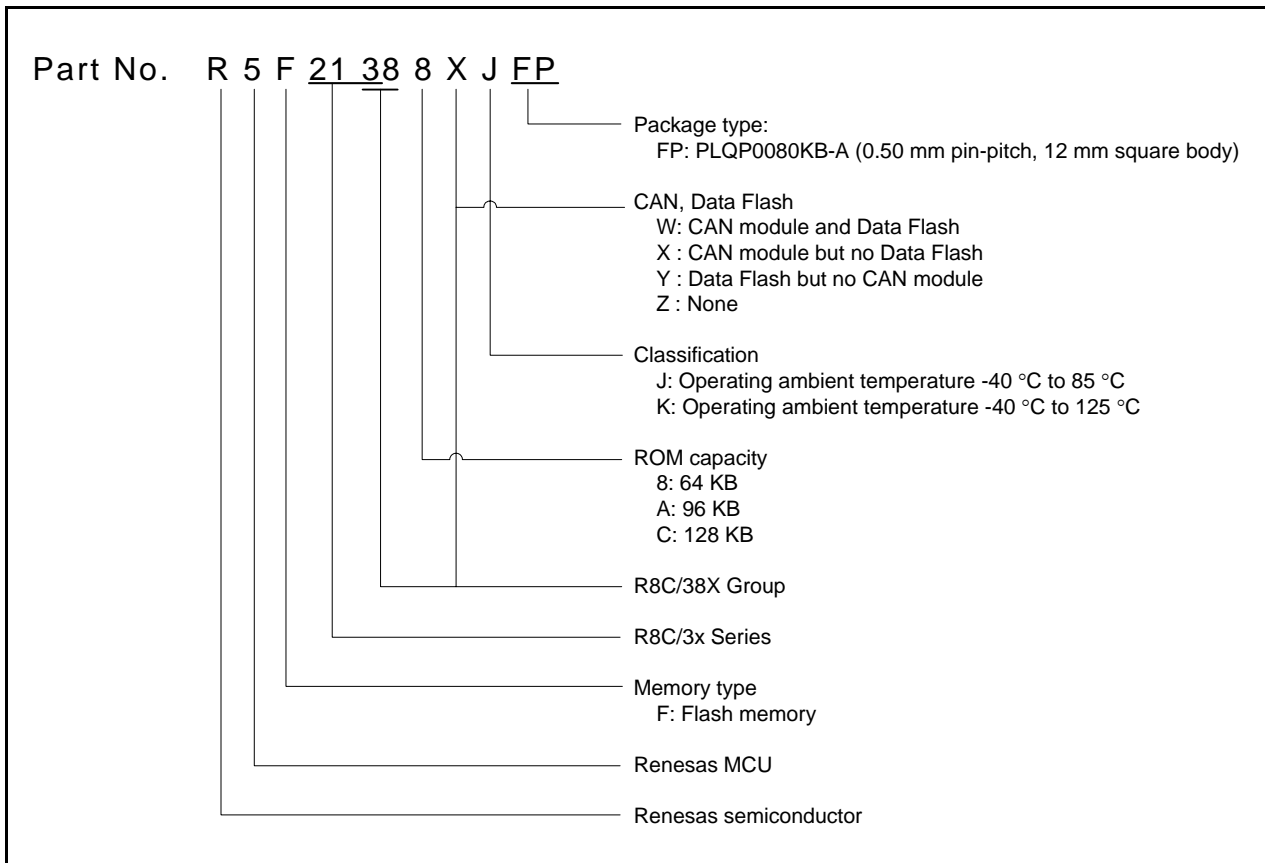 Part No. R 5 F 21 38 8 X J FP
Package type:
FP: PLQP0080KB-A (0.50 mm pin-pitch, 12 mm square body)
CAN, Data Flash
W: CAN module and Data Flash
X : CAN module but no Data Flash
Y : Data Flash but no CAN module
Z : None
Classification
J: Operating ambient temperature -40 °C to 85 °C
K: Operating ambient temperature -40 °C to 125 °C
ROM capacity
8: 64 KB
A: 96 KB
C: 128 KB
R8C/38X Group
R8C/3x Series
Memory type
F: Flash memory
Renesas MCU
Renesas semiconductor